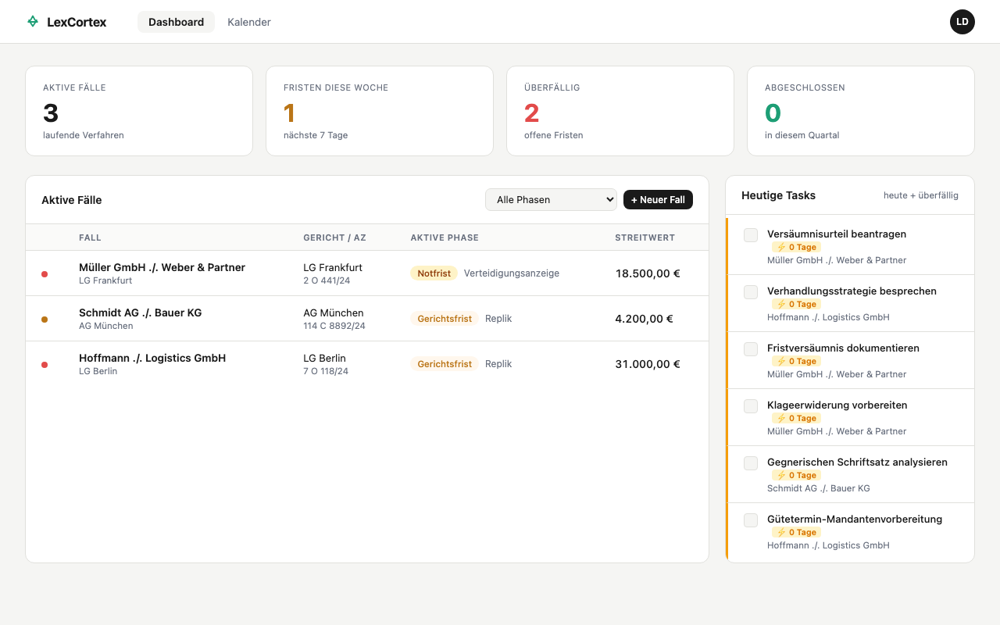 LexCortex
Dashboard
Kalender
LD
AKTIVE FÄLLE
3
laufende Verfahren
FRISTEN DIESE WOCHE
1
nächste 7 Tage
ÜBERFÄLLIG
2
offene Fristen
ABGESCHLOSSEN
0
in diesem Quartal
Aktive Fälle
Alle Phasen
+ Neuer Fall
FALL
GERICHT / AZ
AKTIVE PHASE
STREITWERT
Müller GmbH ./. Weber & Partner
LG Frankfurt
LG Frankfurt
2 O 441/24
Notfrist
Verteidigungsanzeige
18.500,00 €
Schmidt AG ./. Bauer KG
AG München
AG München
114 C 8892/24
Gerichtsfrist
Replik
4.200,00 €
Hoffmann ./. Logistics GmbH
LG Berlin
LG Berlin
7 O 118/24
Gerichtsfrist
Replik
31.000,00 €
Heutige Tasks
heute + überfällig
Versäumnisurteil beantragen
⚡ 0 Tage
Müller GmbH ./. Weber & Partner
Verhandlungsstrategie besprechen
⚡ 0 Tage
Hoffmann ./. Logistics GmbH
Fristversäumnis dokumentieren
⚡ 0 Tage
Müller GmbH ./. Weber & Partner
Klageerwiderung vorbereiten
⚡ 0 Tage
Müller GmbH ./. Weber & Partner
Gegnerischen Schriftsatz analysieren
⚡ 0 Tage
Schmidt AG ./. Bauer KG
Gütetermin-Mandantenvorbereitung
⚡ 0 Tage
Hoffmann ./. Logistics GmbH